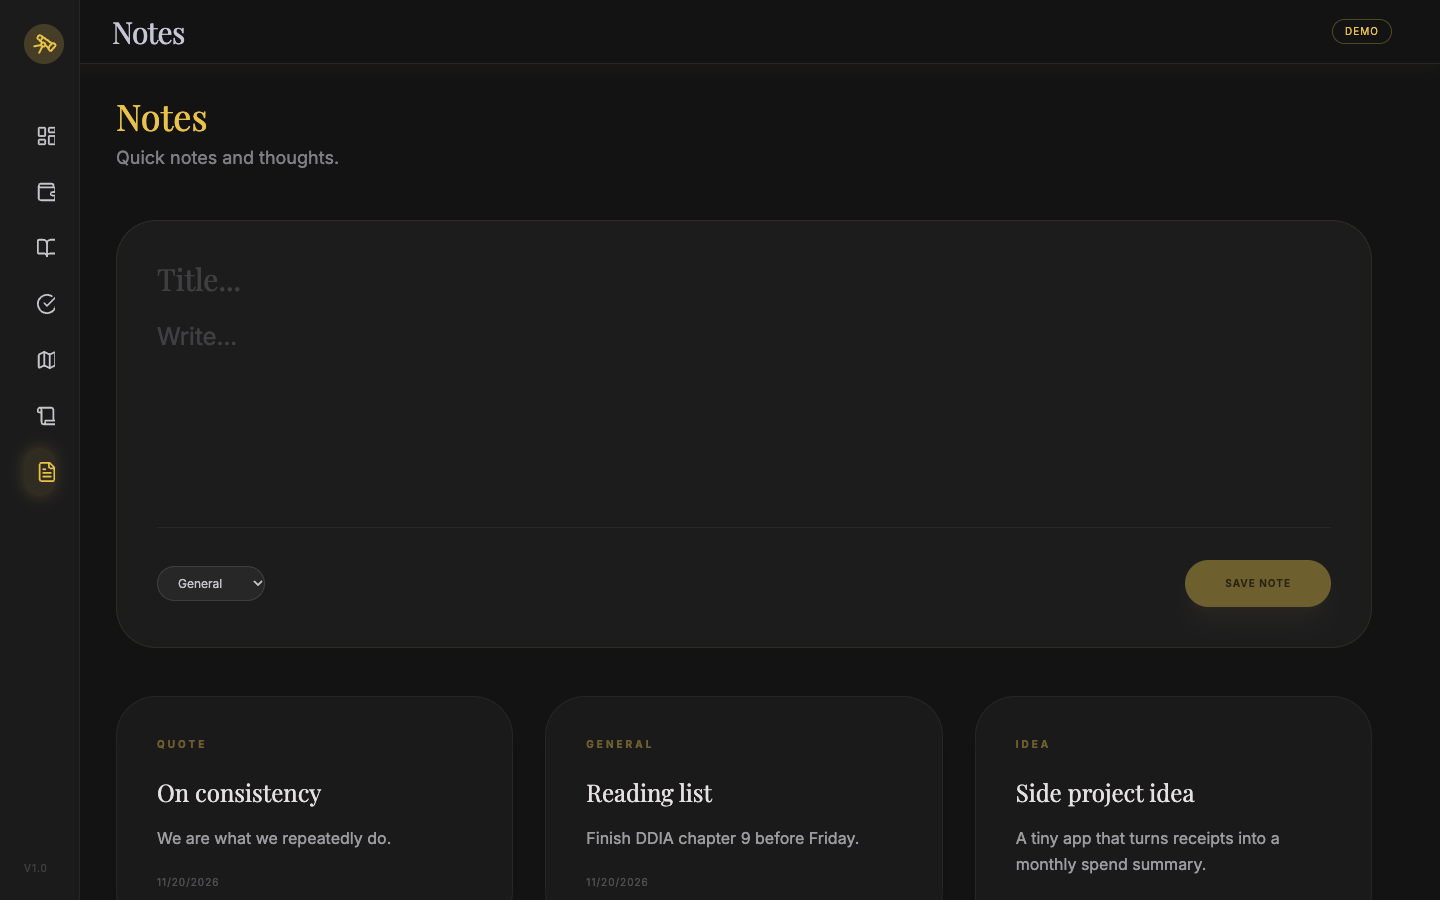 Notes
DEMO
Notes
Quick notes and thoughts.
Title...
Write...
General
SAVE NOTE
QUOTE
On consistency
We are what we repeatedly do.
11/20/2026
GENERAL
Reading list
Finish DDIA chapter 9 before Friday.
11/20/2026
IDEA
Side project idea
A tiny app that turns receipts into a
monthly spend summary.
V1.0